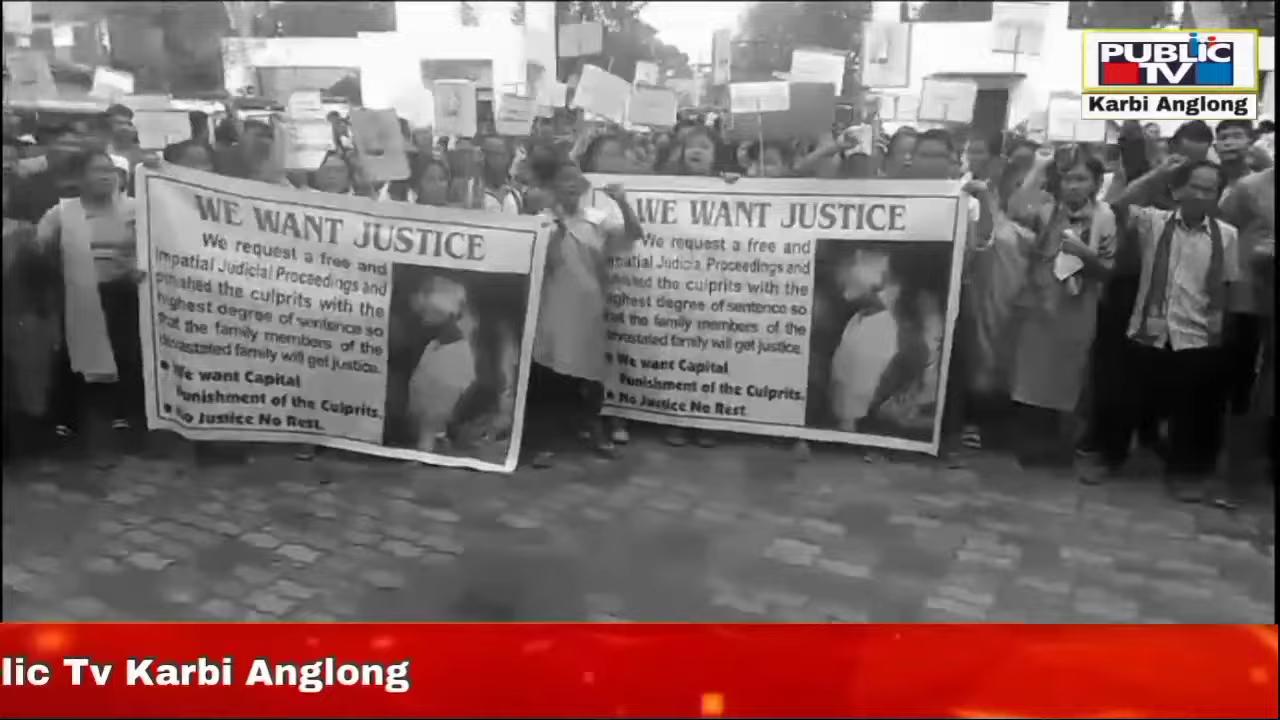 PUBLIC
TV
Karbi Anglong
WE WANT JUSTICE
We request a free and
Impatial Judicial Proceedings and
punished the culprits with the
highest degree of sentence so
that the family members of the
devastated family will get justice.
• We want Capital
Punishment of the Culprits.
• No Justice No Rest.
WE WANT JUSTICE
We request a free and
Impatial Judicial Proceedings and
punished the culprits with the
highest degree of sentence so
that the family members of the
devastated family will get justice.
• We want Capital
Punishment of the Culprits.
• No Justice No Rest
lic Tv Karbi Anglong